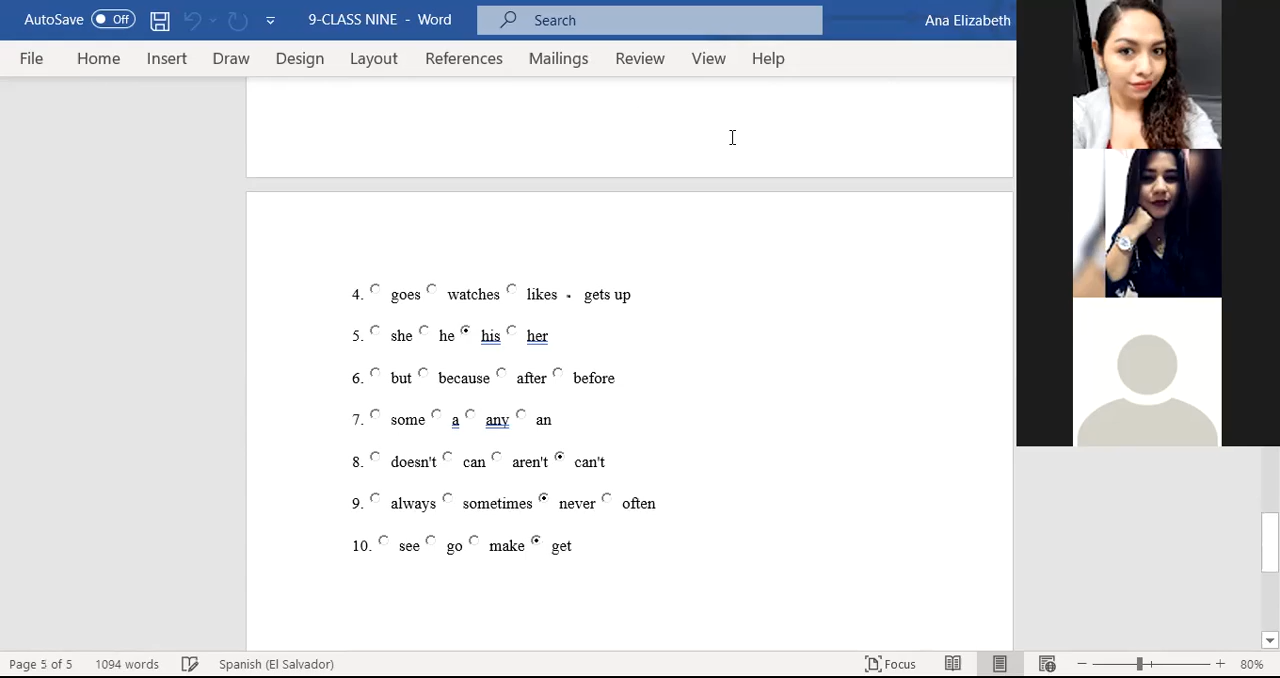 AutoSave Off 9-CLASS NINE - Word Search Ana Elizabeth
File Home Insert Draw Design Layout References Mailings Review View Help
4. goes watches likes gets up
5. she he his her
6. but because after before
7. some a any an
8. doesn't can aren't can't
9. always sometimes never often
10. see go make get
Page 5 of 5 1094 words Spanish (El Salvador) Focus 80%